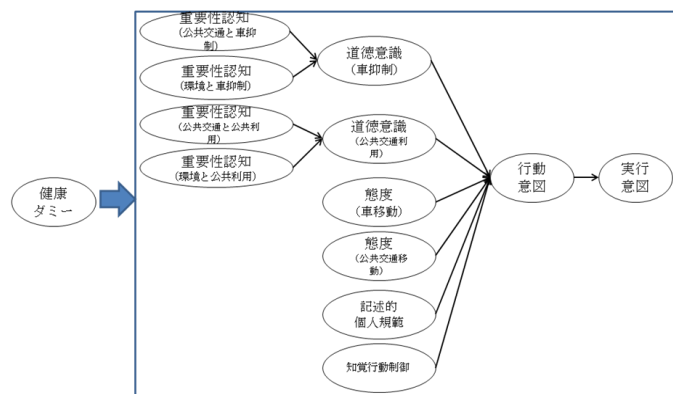 重要性認知
(公共交通と車抑
制)
重要性認知
(環境と車抑制)
重要性認知
(公共交通と公共利
用)
重要性認知
(環境と公共利用)
道徳意識
(車抑制)
道徳意識
(公共交通利
用)
態度
(車移動)
態度
(公共交通移
動)
記述的
個人規範
知覚行動制御
健康
ダミー
行動
意図
実行
意図